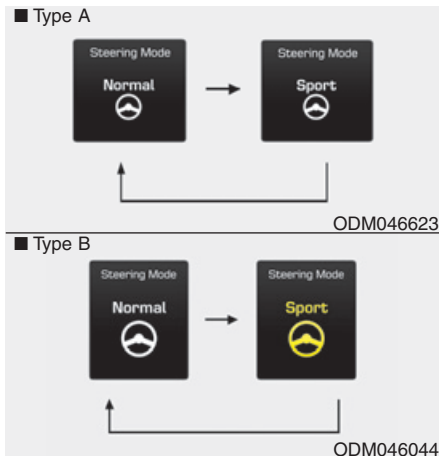 ■ Type A
Steering Mode
Normal
Steering Mode
Sport
ODM046623
■ Type B
Steering Mode
Normal
Steering Mode
Sport
ODM046044